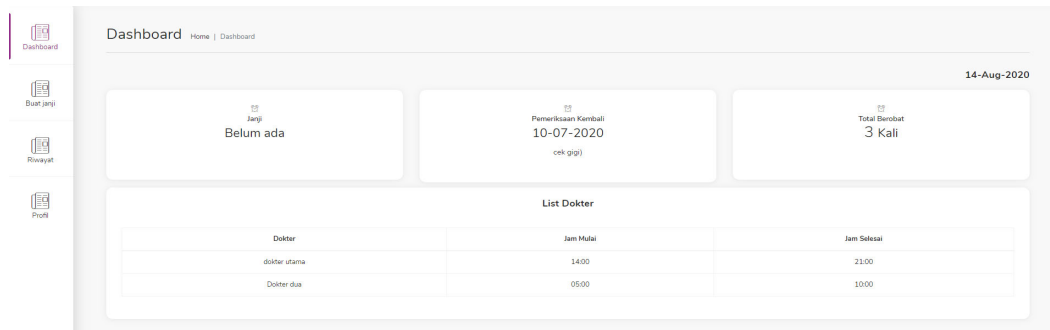 Dashboard
Buat janji
Riwayat
Profil
Dashboard Home | Dashboard
14-Aug-2020
Janji
Belum ada
Pemeriksaan Kembali
10-07-2020
cek gigi)
Total Berobat
3 Kali
List Dokter
Dokter Jam Mulai Jam Selesai
dokter utama 14:00 21:00
Dokter dua 05:00 10:00